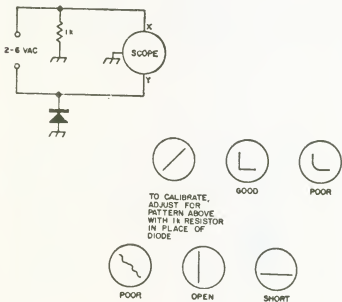 X
1k
2-6 VAC
SCOPE
Y
GOOD
POOR
TO CALIBRATE,
ADJUST FOR
PATTERN ABOVE
WITH 1k RESISTOR
IN PLACE OF
DIODE
POOR
OPEN
SHORT